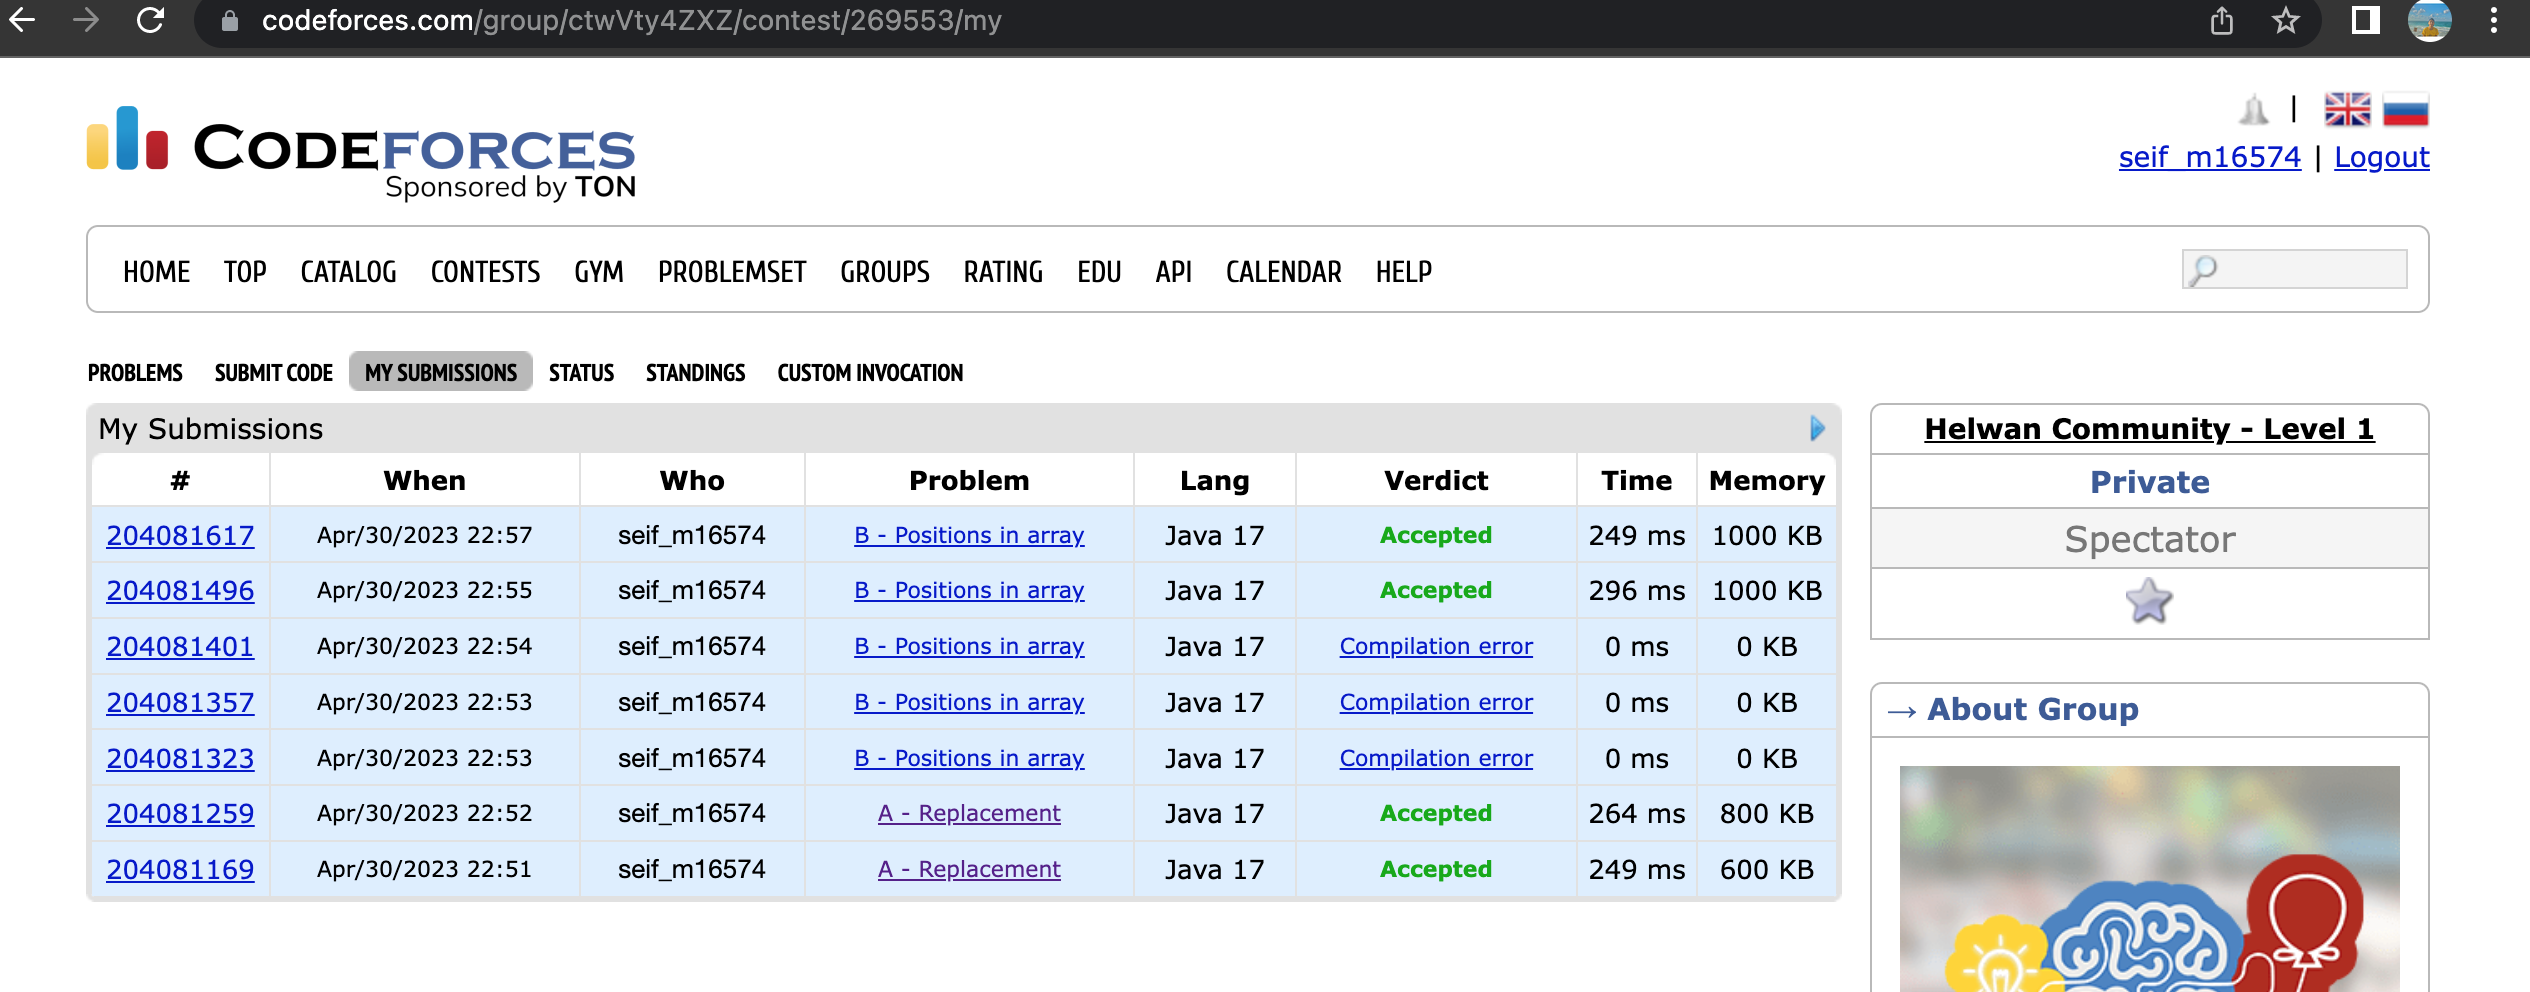 codeforces.com/group/ctwVty4ZXZ/contest/269553/my
CODEFORCES
Sponsored by TON
seif_m16574 | Logout
HOME TOP CATALOG CONTESTS GYM PROBLEMSET GROUPS RATING EDU API CALENDAR HELP
PROBLEMS SUBMIT CODE MY SUBMISSIONS STATUS STANDINGS CUSTOM INVOCATION
My Submissions
# When Who Problem Lang Verdict Time Memory
204081617 Apr/30/2023 22:57 seif_m16574 B - Positions in array Java 17 Accepted 249 ms 1000 KB
204081496 Apr/30/2023 22:55 seif_m16574 B - Positions in array Java 17 Accepted 296 ms 1000 KB
204081401 Apr/30/2023 22:54 seif_m16574 B - Positions in array Java 17 Compilation error 0 ms 0 KB
204081357 Apr/30/2023 22:53 seif_m16574 B - Positions in array Java 17 Compilation error 0 ms 0 KB
204081323 Apr/30/2023 22:53 seif_m16574 B - Positions in array Java 17 Compilation error 0 ms 0 KB
204081259 Apr/30/2023 22:52 seif_m16574 A - Replacement Java 17 Accepted 264 ms 800 KB
204081169 Apr/30/2023 22:51 seif_m16574 A - Replacement Java 17 Accepted 249 ms 600 KB
Helwan Community - Level 1
Private
Spectator
→ About Group